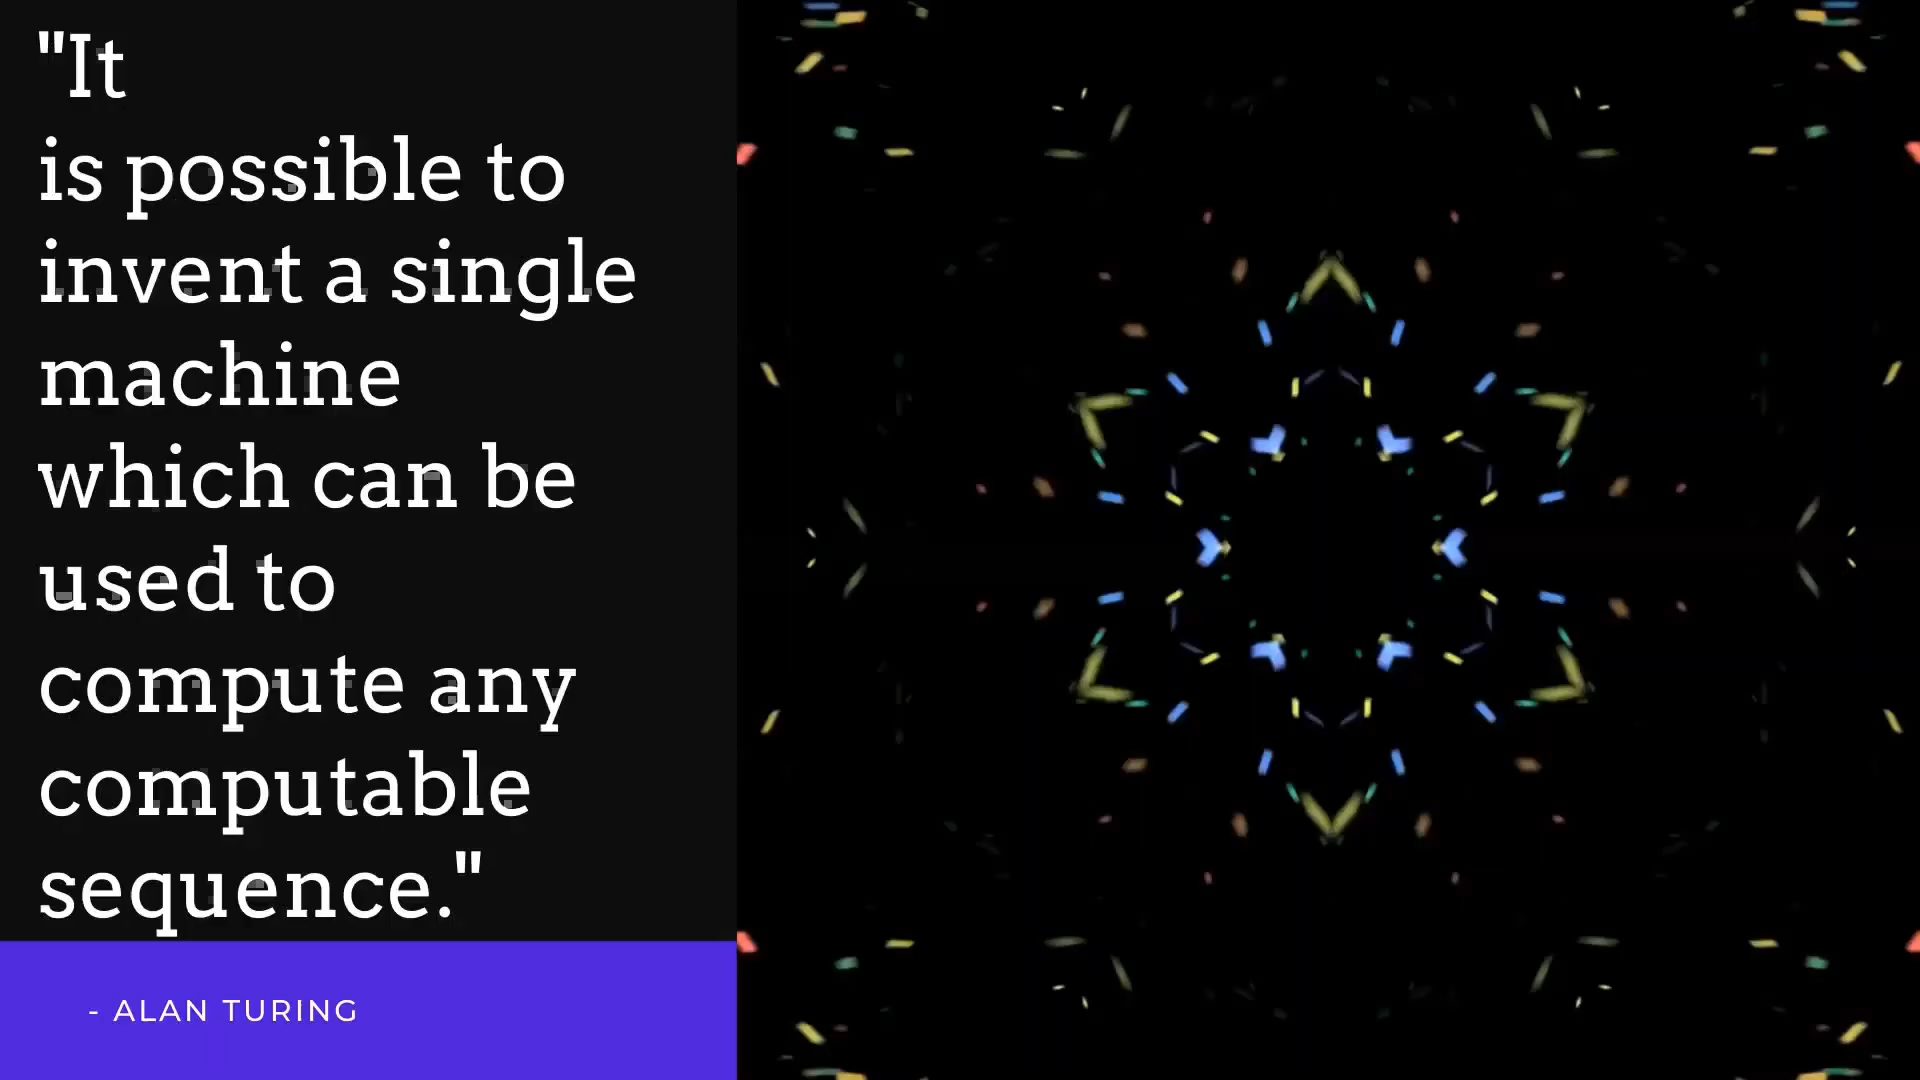 "It
is possible to
invent a single
machine
which can be
used to
compute any
computable
sequence."
- ALAN TURING